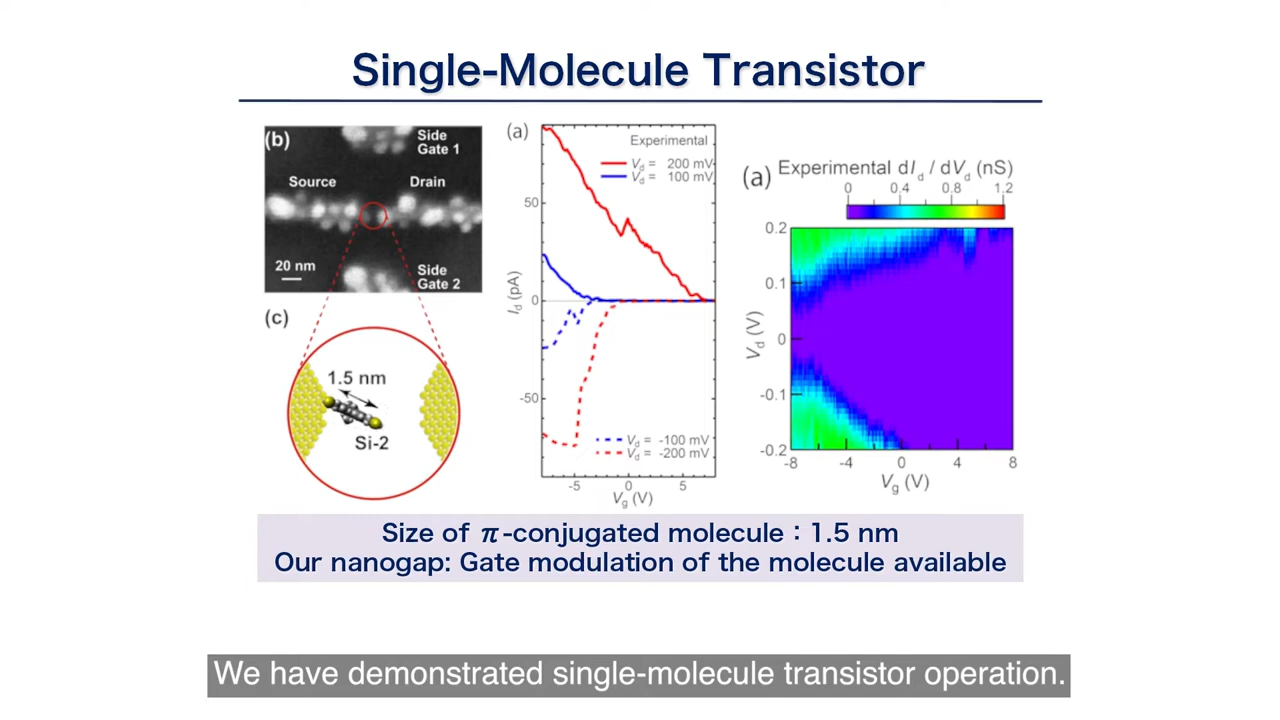 Single-Molecule Transistor
(b)
Side
Gate 1
Source
Drain
20 nm
Side
Gate 2
(c)
1.5 nm
Si-2
(a)
Experimental
Vd = 200 mV
Vd = 100 mV
50
0
-50
Id (pA)
Vd = -100 mV
Vd = -200 mV
-5 0 5
Vg (V)
(a) Experimental dId / dVd (nS)
0 0.4 0.8 1.2
0.2
0.1
0
-0.1
-0.2
Vd (V)
-8 -4 0 4 8
Vg (V)
Size of π-conjugated molecule：1.5 nm
Our nanogap: Gate modulation of the molecule available
We have demonstrated single-molecule transistor operation.